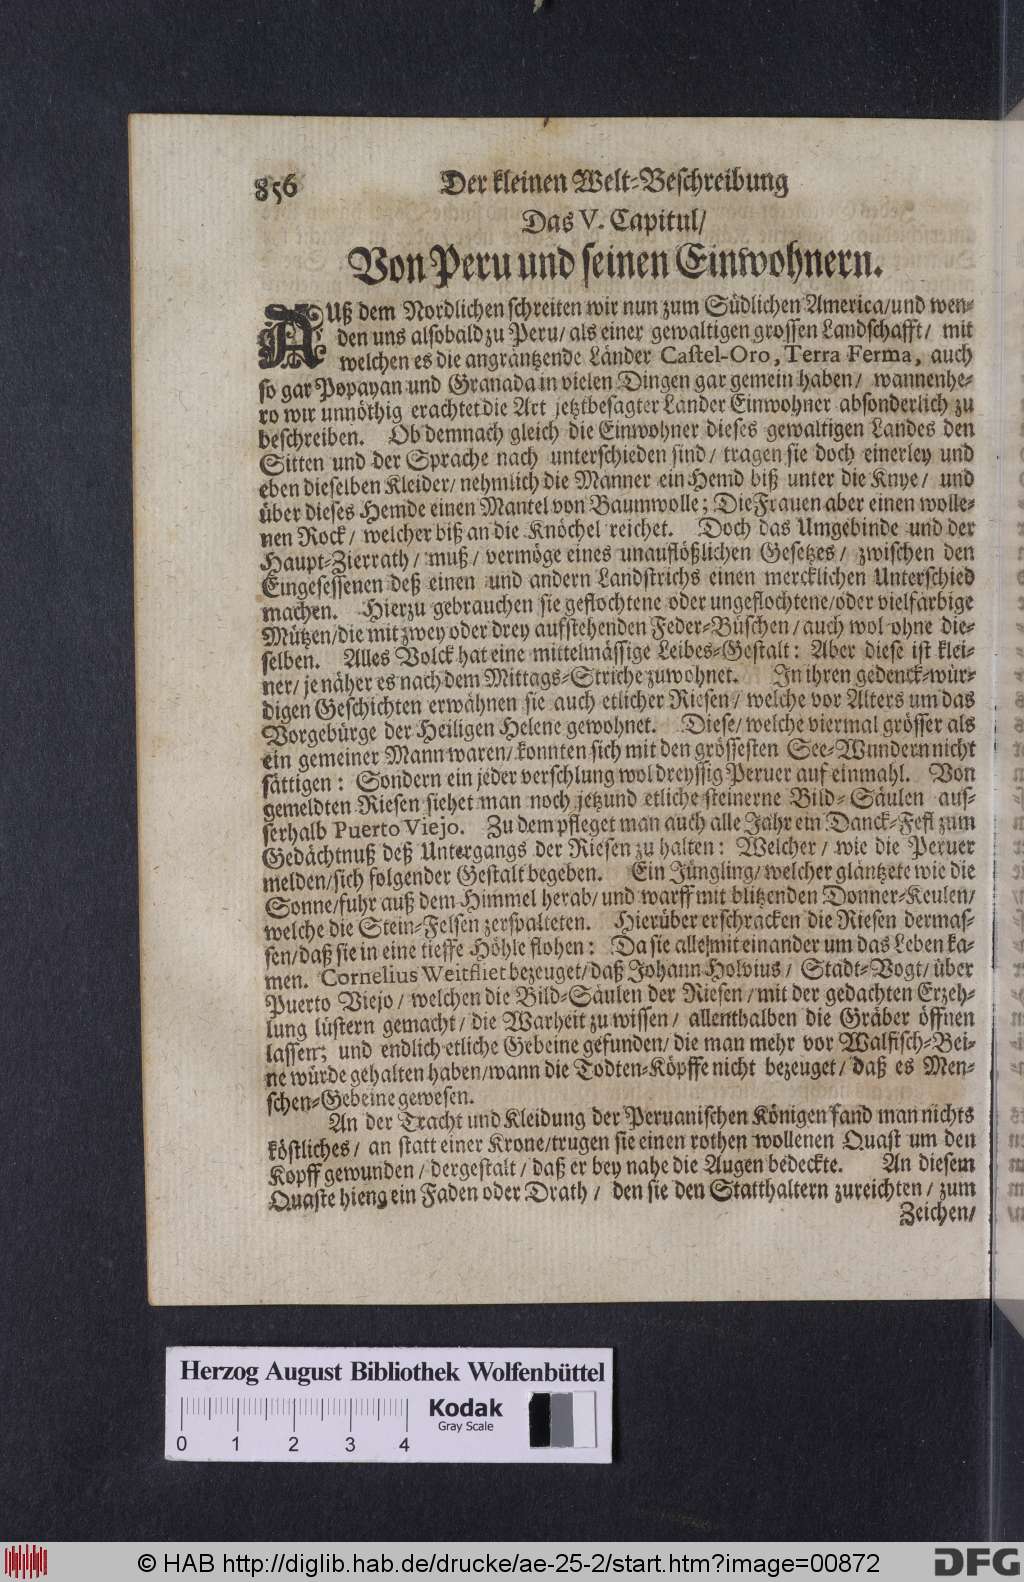 856 Der kleinen Welt-Beschreibung
Das V. Capitul/
Von Peru und seinen Einwohnern.
AUß dem Nordlichen schreiten wir nun zum Südlichen America/und wen-
den uns alsobald zu Peru/ als einer gewaltigen grossen Landschafft/ mit
welchen es die angräntzende Länder Castel-Oro, Terra Ferma, auch
so gar Popayan und Granada in vielen Dingen gar gemein haben/ wannenhe-
ro wir unnöthig erachtet die Art jetztbesagter Länder Einwohner absonderlich zu
beschreiben. Ob demnach gleich die Einwohner dieses gewaltigen Landes den
Sitten und der Sprache nach unterschieden sind/ tragen sie doch einerley und
eben dieselben Kleider/ nehmlich die Männer ein Hemd biß unter die Knye/ und
über dieses Hemde einen Mantel von Baumwolle; Die Frauen aber einen wolle-
nen Rock/ welcher biß an die Knöchel reichet. Doch das Umgebinde und der
Haupt-Zierrath/ muß/ vermöge eines unauflößlichen Gesetzes/ zwischen den
Eingesessenen deß einen und andern Landstrichs einen mercklichen Unterschied
machen. Hierzu gebrauchen sie geflochtene oder ungeflochtene/oder vielfärbige
Mützen/die mit zwey oder drey aufstehenden Feder-Büschen/auch wol ohne die-
selben. Alles Volck hat eine mittelmässige Leibes-Gestalt: Aber diese ist klei-
ner/ je näher es nach dem Mittags-Striche zuwohnet. In ihren gedenck-wür-
digen Geschichten erwähnen sie auch etlicher Riesen/ welche vor Alters um das
Vorgebürge der Heiligen Helene gewohnet. Diese/ welche viermal grösser als
ein gemeiner Mann waren/ konnten sich mit den grössesten See-Wundern nicht
sättigen: Sondern ein jeder verschlung wol dreyssig Peruer auf einmahl. Von
gemeldten Riesen siehet man noch jetzund etliche steinerne Bild-Säulen aus-
serhalb Puerto Viejo. Zu dem pfleget man auch alle Jahr ein Danck-Fest zum
Gedächtnuß deß Untergangs der Riesen zu halten: Welcher/ wie die Peruer
melden/sich folgender Gestalt begeben. Ein Jüngling/ welcher gläntzete wie die
Sonne/fuhr auß dem Himmel herab/ und warff mit blitzenden Donner-Keulen/
welche die Stein-Felsen zerspalteten. Hierüber erschracken die Riesen dermas-
sen/daß sie in eine tieffe Höhle flohen: Da sie alle mit einander um das Leben ka-
men. Cornelius Weitfliet bezeuget/daß Johann Holvius/ Stadt-Vogt/ über
Puerto Viejo/ welchen die Bild-Säulen der Riesen/ mit der gedachten Erzeh-
lung lüstern gemacht/ die Warheit zu wissen/ allenthalben die Gräber öffnen
lassen; und endlich etliche Gebeine gefunden/ die man mehr vor Walfisch-Bei-
ne würde gehalten haben/wann die Todten-Köpffe nicht bezeuget/ daß es Men-
schen-Gebeine gewesen.
An der Tracht und Kleidung der Peruanischen Königen fand man nichts
köstliches/ an statt einer Krone/trugen sie einen rothen wollenen Quast um den
Kopff gewunden/ dergestalt/ daß er bey nahe die Augen bedeckte. An diesem
Quaste hieng ein Faden oder Drath/ den sie den Statthaltern zureichten/ zum
Zeichen/
Herzog August Bibliothek Wolfenbüttel
Kodak
Gray Scale
0 1 2 3 4
© HAB http://diglib.hab.de/drucke/ae-25-2/start.htm?image=00872
DFG